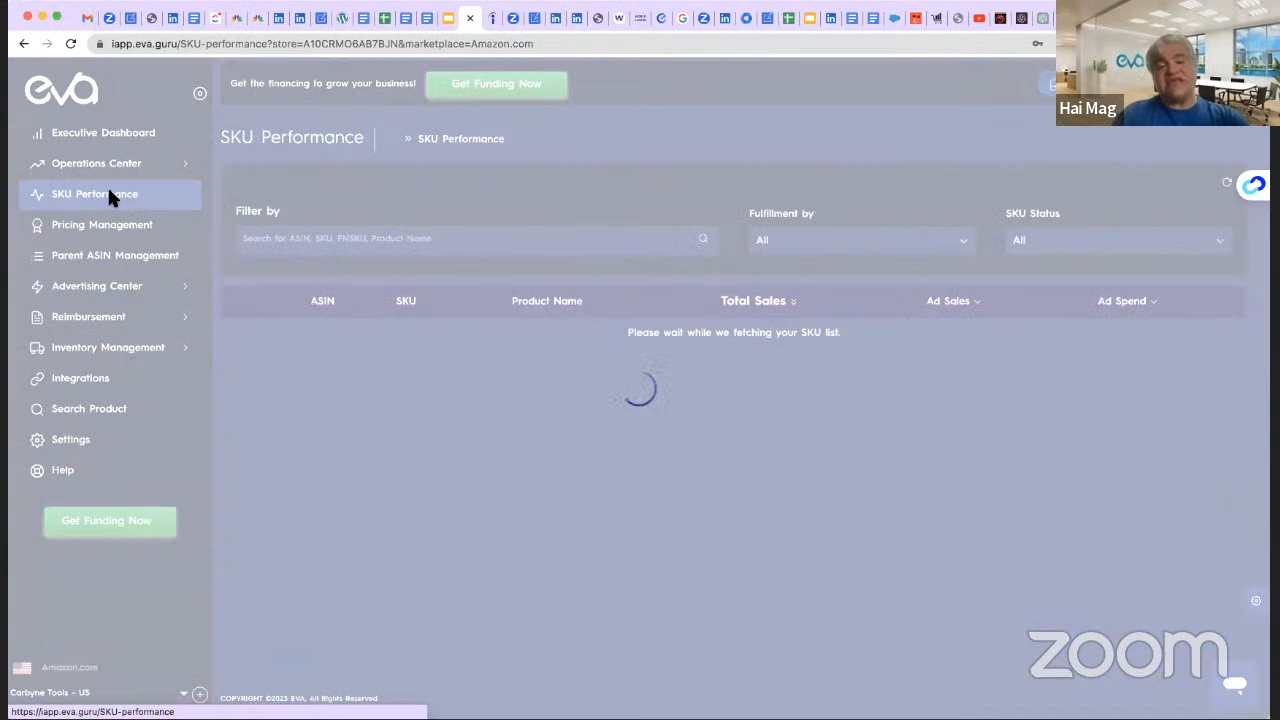 iapp.eva.guru/SKU-performance?store=A10CRMO6AB7BJN&marketplace=Amazon.com
eva
Hai Mag
eva
Get the financing to grow your business!
Get Funding Now
Executive Dashboard
Operations Center
SKU Performance
Pricing Management
Parent ASIN Management
Advertising Center
Reimbursement
Inventory Management
Integrations
Search Product
Settings
Help
Get Funding Now
Amazon.com
Carbyne Tools - US
https://iapp.eva.guru/SKU-performance
SKU Performance
» SKU Performance
Filter by
Search for ASIN, SKU, FNSKU, Product Name
Fulfillment by
All
SKU Status
All
ASIN SKU Product Name Total Sales Ad Sales Ad Spend
Please wait while we fetching your SKU list.
COPYRIGHT ©2023 EVA, All Rights Reserved
zoom